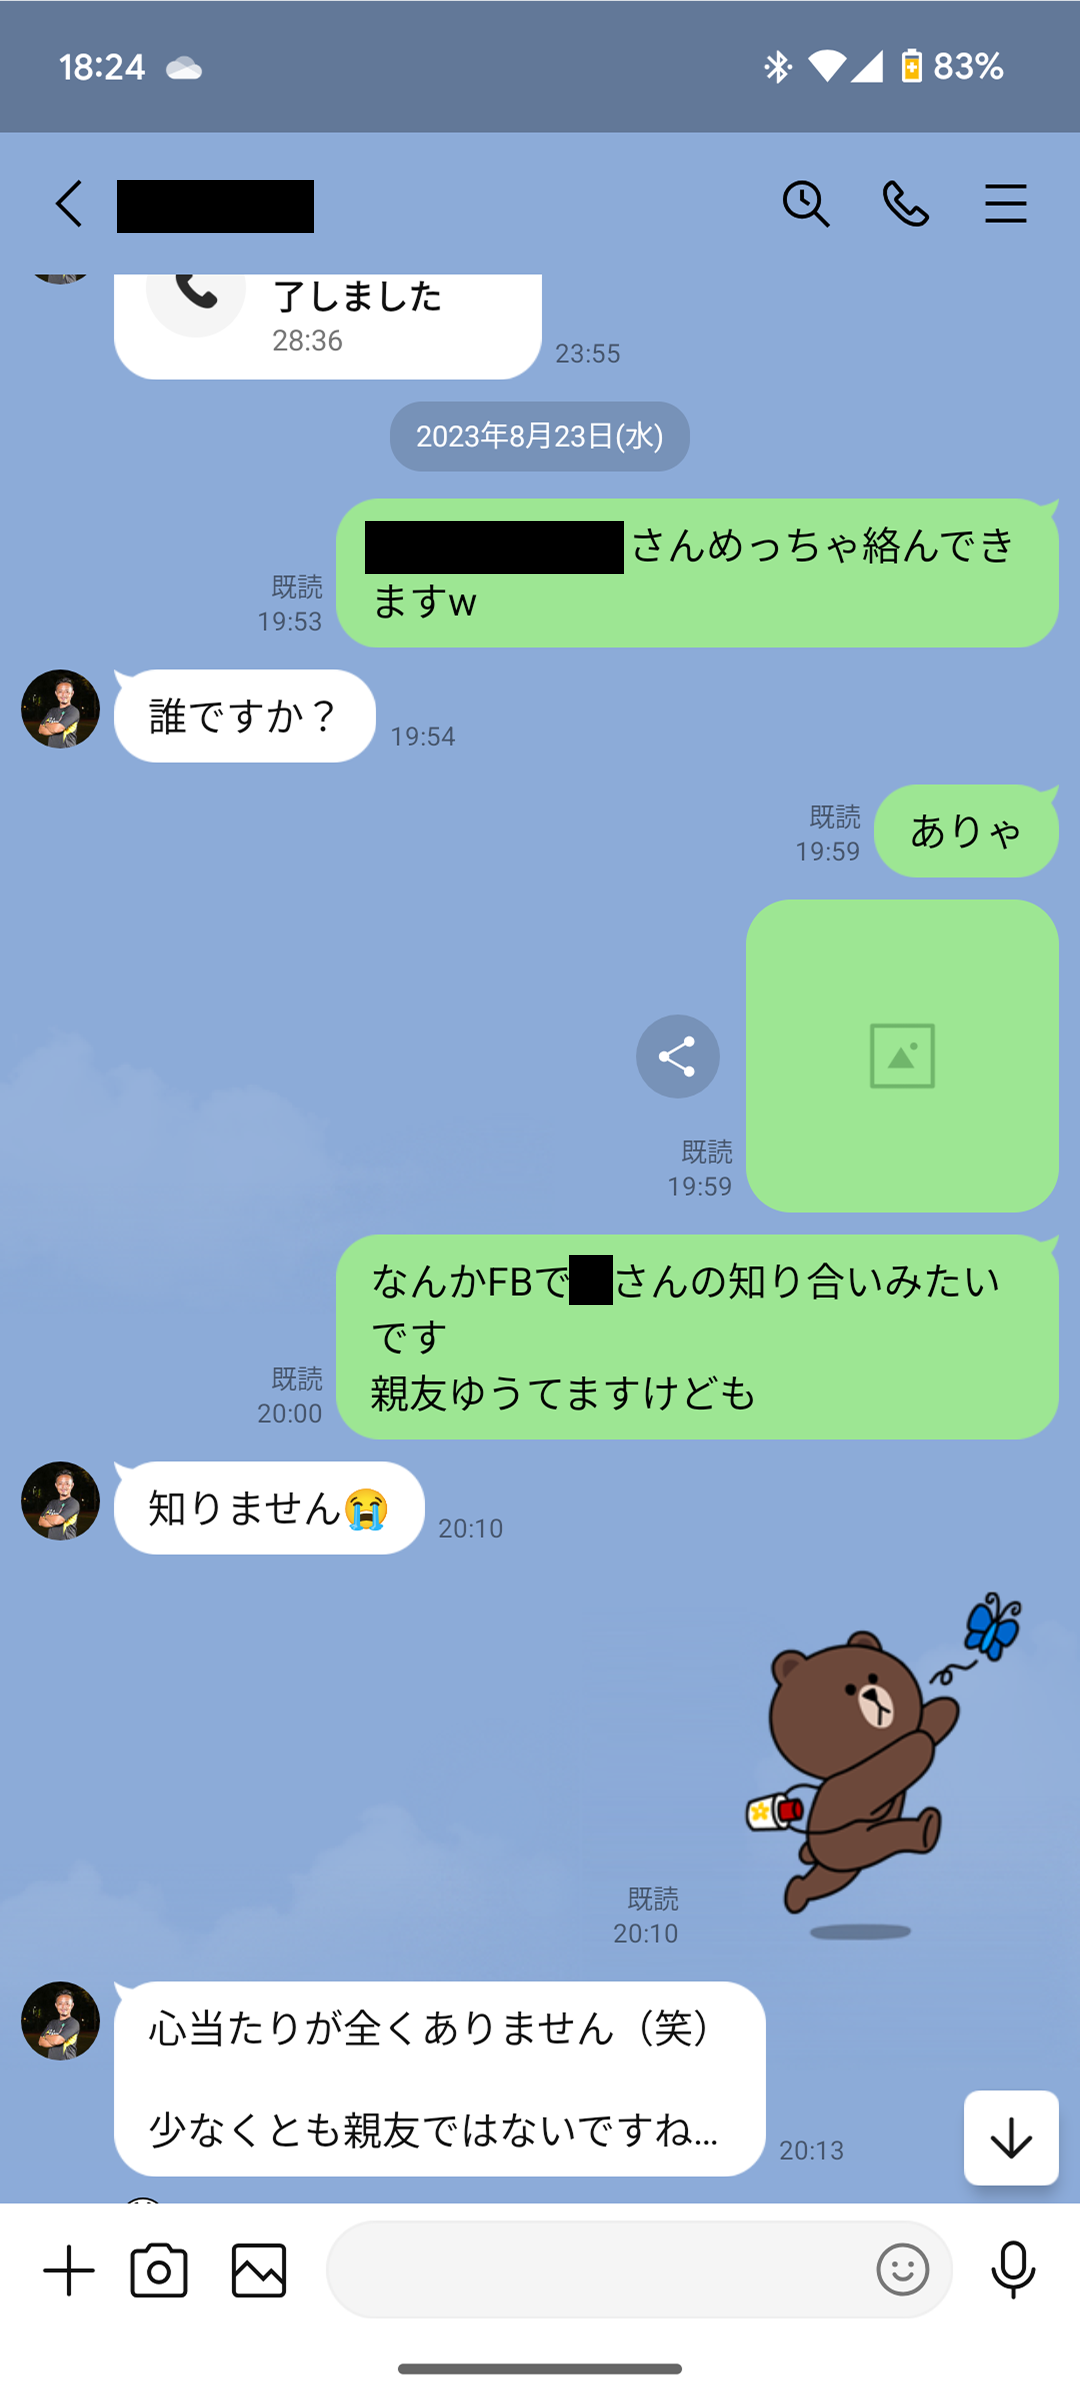 18:24
83%
了しました
28:36
23:55
2023年8月23日(水)
さんめっちゃ絡んでき
ますw
既読
19:53
誰ですか？
19:54
ありゃ
既読
19:59
既読
19:59
なんかFBで さんの知り合いみたい
です
親友ゆうてますけども
既読
20:00
知りません😭
20:10
既読
20:10
心当たりが全くありません（笑）
少なくとも親友ではないですね...
20:13